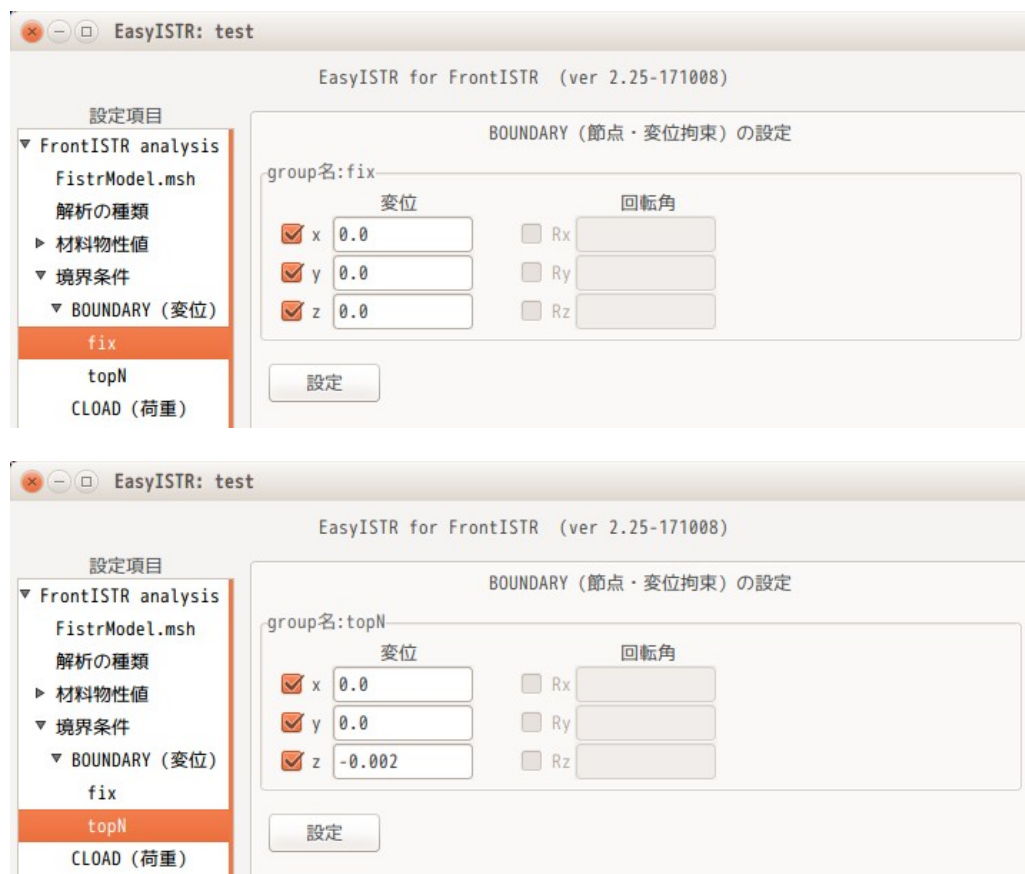 EasyISTR: test
EasyISTR for FrontISTR (ver 2.25-171008)
設定項目
FrontISTR analysis
FistrModel.msh
解析の種類
材料物性値
境界条件
BOUNDARY (変位)
fix
topN
CLOAD (荷重)
BOUNDARY (節点・変位拘束) の設定
group名:fix
変位 回転角
x 0.0 Rx
y 0.0 Ry
z 0.0 Rz
設定
EasyISTR: test
EasyISTR for FrontISTR (ver 2.25-171008)
設定項目
FrontISTR analysis
FistrModel.msh
解析の種類
材料物性値
境界条件
BOUNDARY (変位)
fix
topN
CLOAD (荷重)
BOUNDARY (節点・変位拘束) の設定
group名:topN
変位 回転角
x 0.0 Rx
y 0.0 Ry
z -0.002 Rz
設定